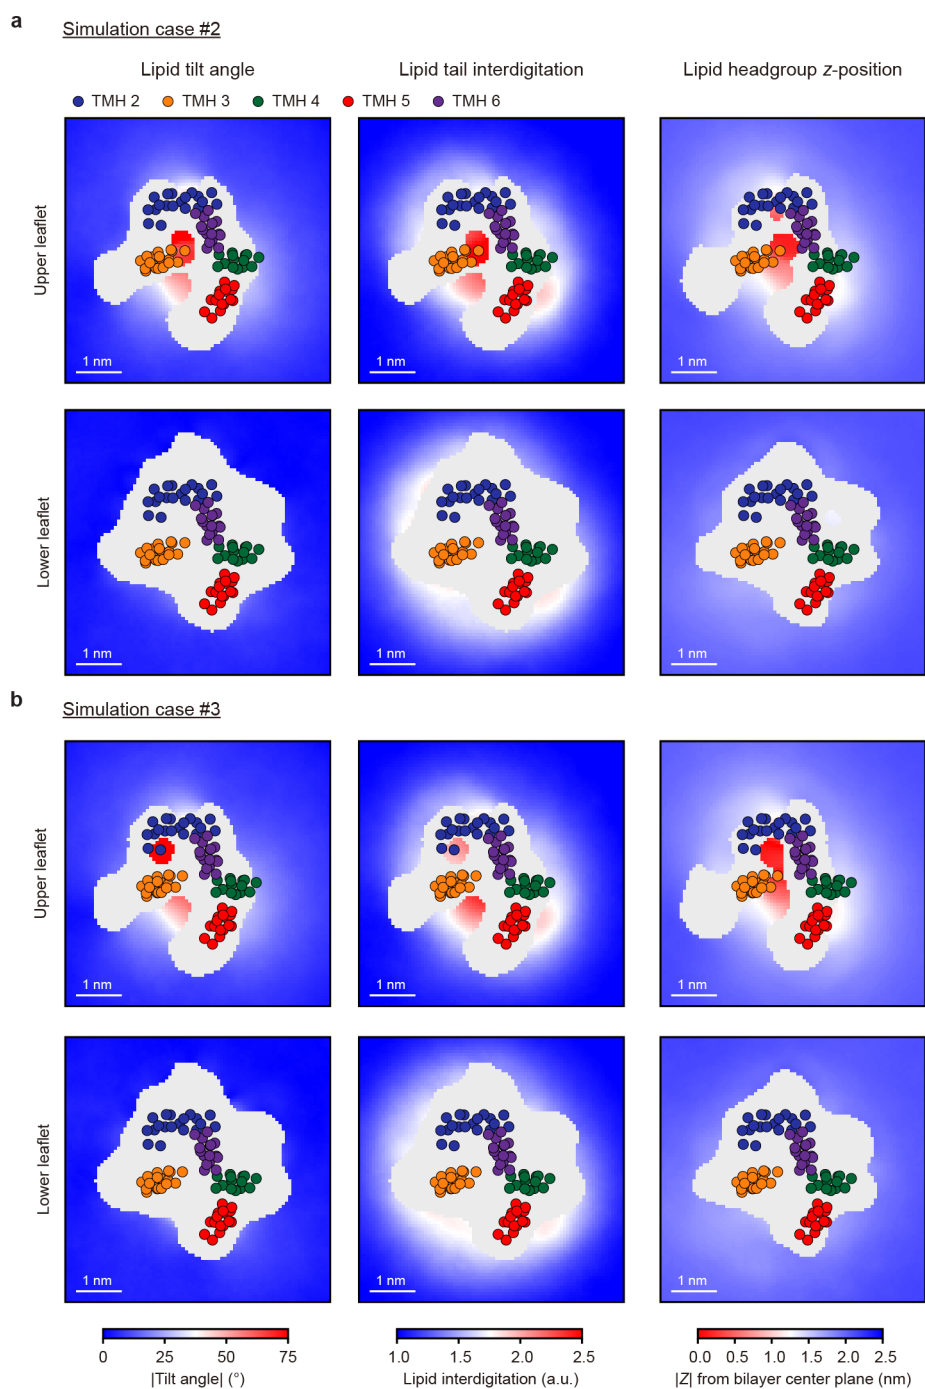 a
Simulation case #2
Lipid tilt angle
Lipid tail interdigitation
Lipid headgroup z-position
TMH 2
TMH 3
TMH 4
TMH 5
TMH 6
Upper leaflet
1 nm
1 nm
1 nm
Lower leaflet
1 nm
1 nm
1 nm
b
Simulation case #3
Upper leaflet
1 nm
1 nm
1 nm
Lower leaflet
1 nm
1 nm
1 nm
0 25 50 75
|Tilt angle| (°)
1.0 1.5 2.0 2.5
Lipid interdigitation (a.u.)
0.0 0.5 1.0 1.5 2.0 2.5
|Z| from bilayer center plane (nm)